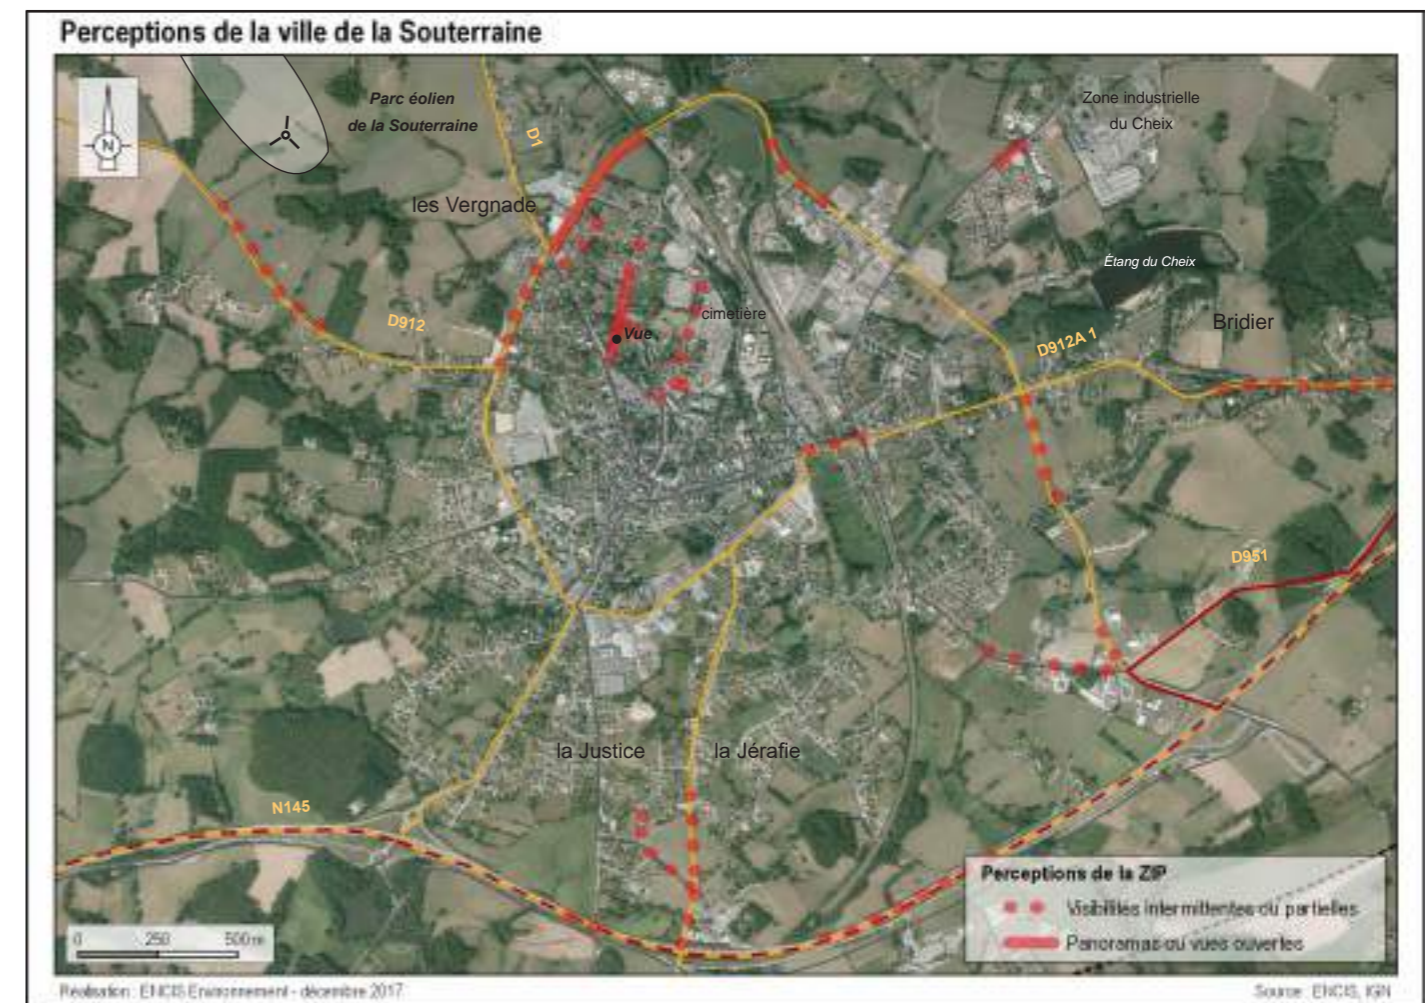 Perceptions de la ville de la Souterraine
N
Parc éolien
de la Souterraine
D1
Zone industrielle
du Cheix
les Vergnade
Étang du Cheix
D912
cimetière
Vue
Bridier
D912A 1
D951
la Justice
la Jérafie
N145
Perceptions de la ZIP
Visibilités intermittentes ou partielles
Panoramas ou vues ouvertes
0 250 500 m
Réalisation : ENCIS Environnement - décembre 2017
Source : ENCIS, IGN